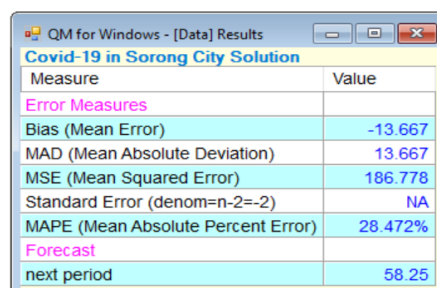 QM for Windows - [Data] Results
Covid-19 in Sorong City Solution
Measure Value
Error Measures
Bias (Mean Error) -13.667
MAD (Mean Absolute Deviation) 13.667
MSE (Mean Squared Error) 186.778
Standard Error (denom=n-2=-2) NA
MAPE (Mean Absolute Percent Error) 28.472%
Forecast
next period 58.25